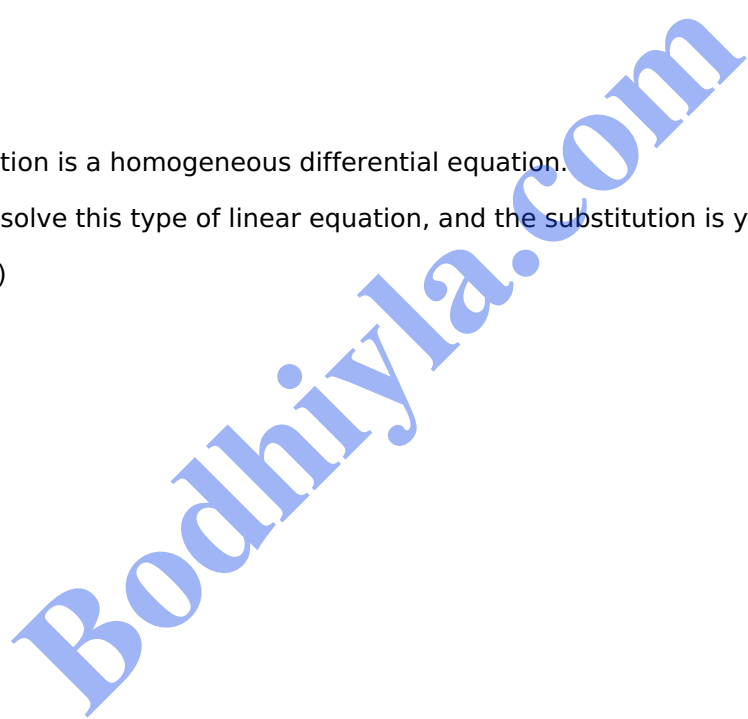 tion is a homogeneous differential equation.
solve this type of linear equation, and the substitution is y
)
Bodhiyla.com